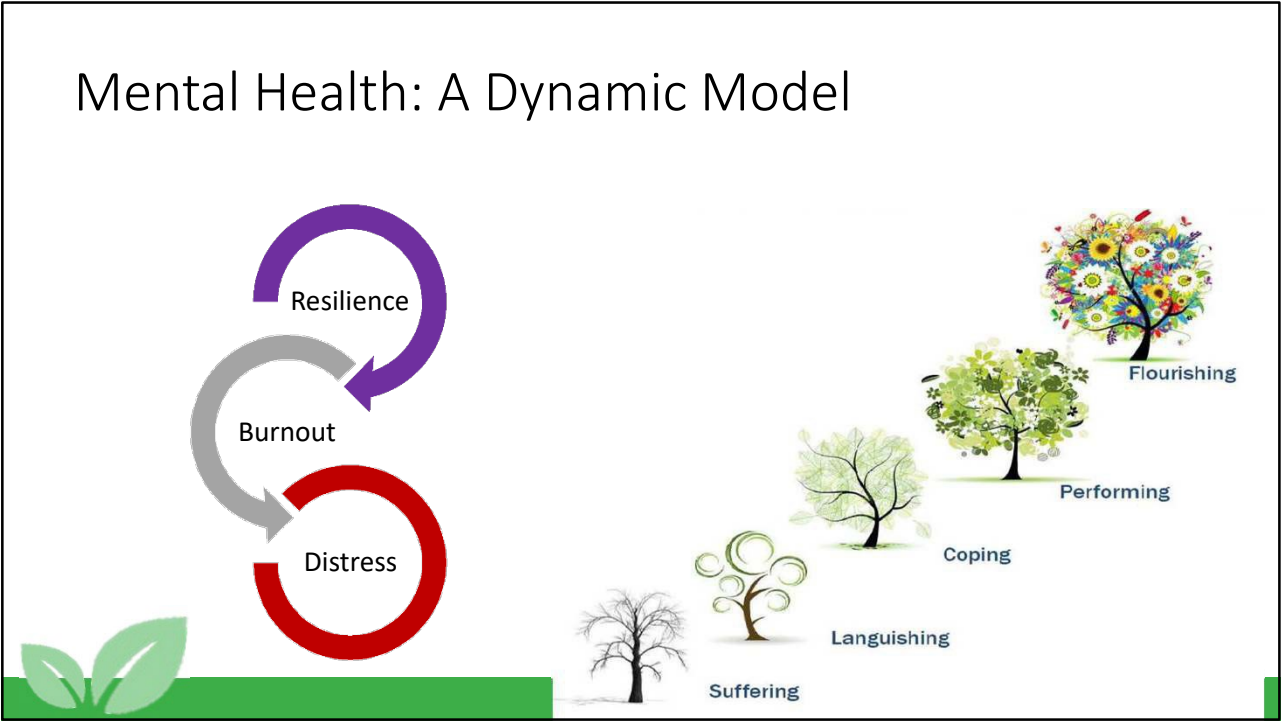 Mental Health: A Dynamic Model
Resilience
Burnout
Distress
Flourishing
Performing
Coping
Languishing
Suffering